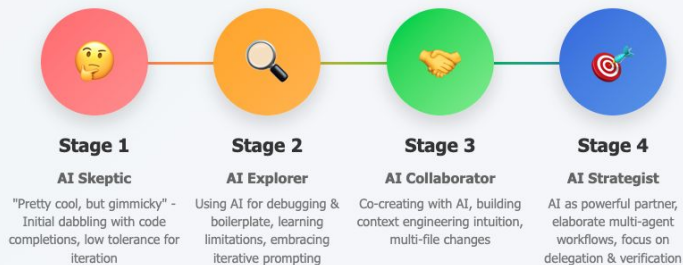 Stage 1
AI Skeptic
"Pretty cool, but gimmicky" -
Initial dabbling with code
completions, low tolerance for
iteration
Stage 2
AI Explorer
Using AI for debugging &
boilerplate, learning
limitations, embracing
iterative prompting
Stage 3
AI Collaborator
Co-creating with AI, building
context engineering intuition,
multi-file changes
Stage 4
AI Strategist
AI as powerful partner,
elaborate multi-agent
workflows, focus on
delegation & verification